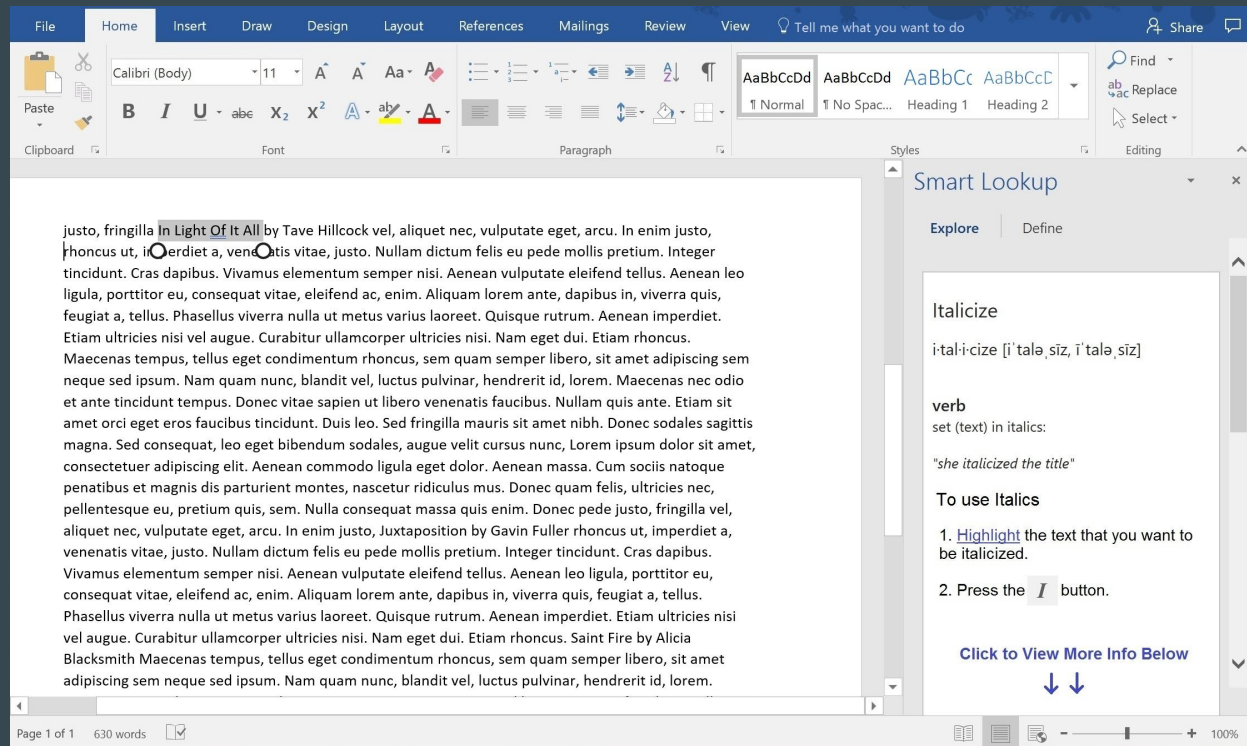 File Home Insert Draw Design Layout References Mailings Review View Tell me what you want to do Share
Paste
Clipboard
Calibri (Body) 11 A A Aa A
B I U abc X₂ X² A ab A
Font
A Z ¶
Paragraph
AaBbCcDd AaBbCcDd AaBbCc AaBbCcD
¶ Normal ¶ No Spac... Heading 1 Heading 2
Styles
Find
ab ac Replace
Select
Editing
justo, fringilla In Light Of It All by Tave Hillcock vel, aliquet nec, vulputate eget, arcu. In enim justo,
rhoncus ut, imperdiet a, venenatis vitae, justo. Nullam dictum felis eu pede mollis pretium. Integer
tincidunt. Cras dapibus. Vivamus elementum semper nisi. Aenean vulputate eleifend tellus. Aenean leo
ligula, porttitor eu, consequat vitae, eleifend ac, enim. Aliquam lorem ante, dapibus in, viverra quis,
feugiat a, tellus. Phasellus viverra nulla ut metus varius laoreet. Quisque rutrum. Aenean imperdiet.
Etiam ultricies nisi vel augue. Curabitur ullamcorper ultricies nisi. Nam eget dui. Etiam rhoncus.
Maecenas tempus, tellus eget condimentum rhoncus, sem quam semper libero, sit amet adipiscing sem
neque sed ipsum. Nam quam nunc, blandit vel, luctus pulvinar, hendrerit id, lorem. Maecenas nec odio
et ante tincidunt tempus. Donec vitae sapien ut libero venenatis faucibus. Nullam quis ante. Etiam sit
amet orci eget eros faucibus tincidunt. Duis leo. Sed fringilla mauris sit amet nibh. Donec sodales sagittis
magna. Sed consequat, leo eget bibendum sodales, augue velit cursus nunc, Lorem ipsum dolor sit amet,
consectetuer adipiscing elit. Aenean commodo ligula eget dolor. Aenean massa. Cum sociis natoque
penatibus et magnis dis parturient montes, nascetur ridiculus mus. Donec quam felis, ultricies nec,
pellentesque eu, pretium quis, sem. Nulla consequat massa quis enim. Donec pede justo, fringilla vel,
aliquet nec, vulputate eget, arcu. In enim justo, Juxtaposition by Gavin Fuller rhoncus ut, imperdiet a,
venenatis vitae, justo. Nullam dictum felis eu pede mollis pretium. Integer tincidunt. Cras dapibus.
Vivamus elementum semper nisi. Aenean vulputate eleifend tellus. Aenean leo ligula, porttitor eu,
consequat vitae, eleifend ac, enim. Aliquam lorem ante, dapibus in, viverra quis, feugiat a, tellus.
Phasellus viverra nulla ut metus varius laoreet. Quisque rutrum. Aenean imperdiet. Etiam ultricies nisi
vel augue. Curabitur ullamcorper ultricies nisi. Nam eget dui. Etiam rhoncus. Saint Fire by Alicia
Blacksmith Maecenas tempus, tellus eget condimentum rhoncus, sem quam semper libero, sit amet
adipiscing sem neque sed ipsum. Nam quam nunc, blandit vel, luctus pulvinar, hendrerit id, lorem.
Smart Lookup
Explore Define
Italicize
i·tal·i·cize [iˈtaləˌsīz, īˈtaləˌsīz]
verb
set (text) in italics:
"she italicized the title"
To use Italics
1. Highlight the text that you want to
be italicized.
2. Press the I button.
Click to View More Info Below
Page 1 of 1 630 words 100%